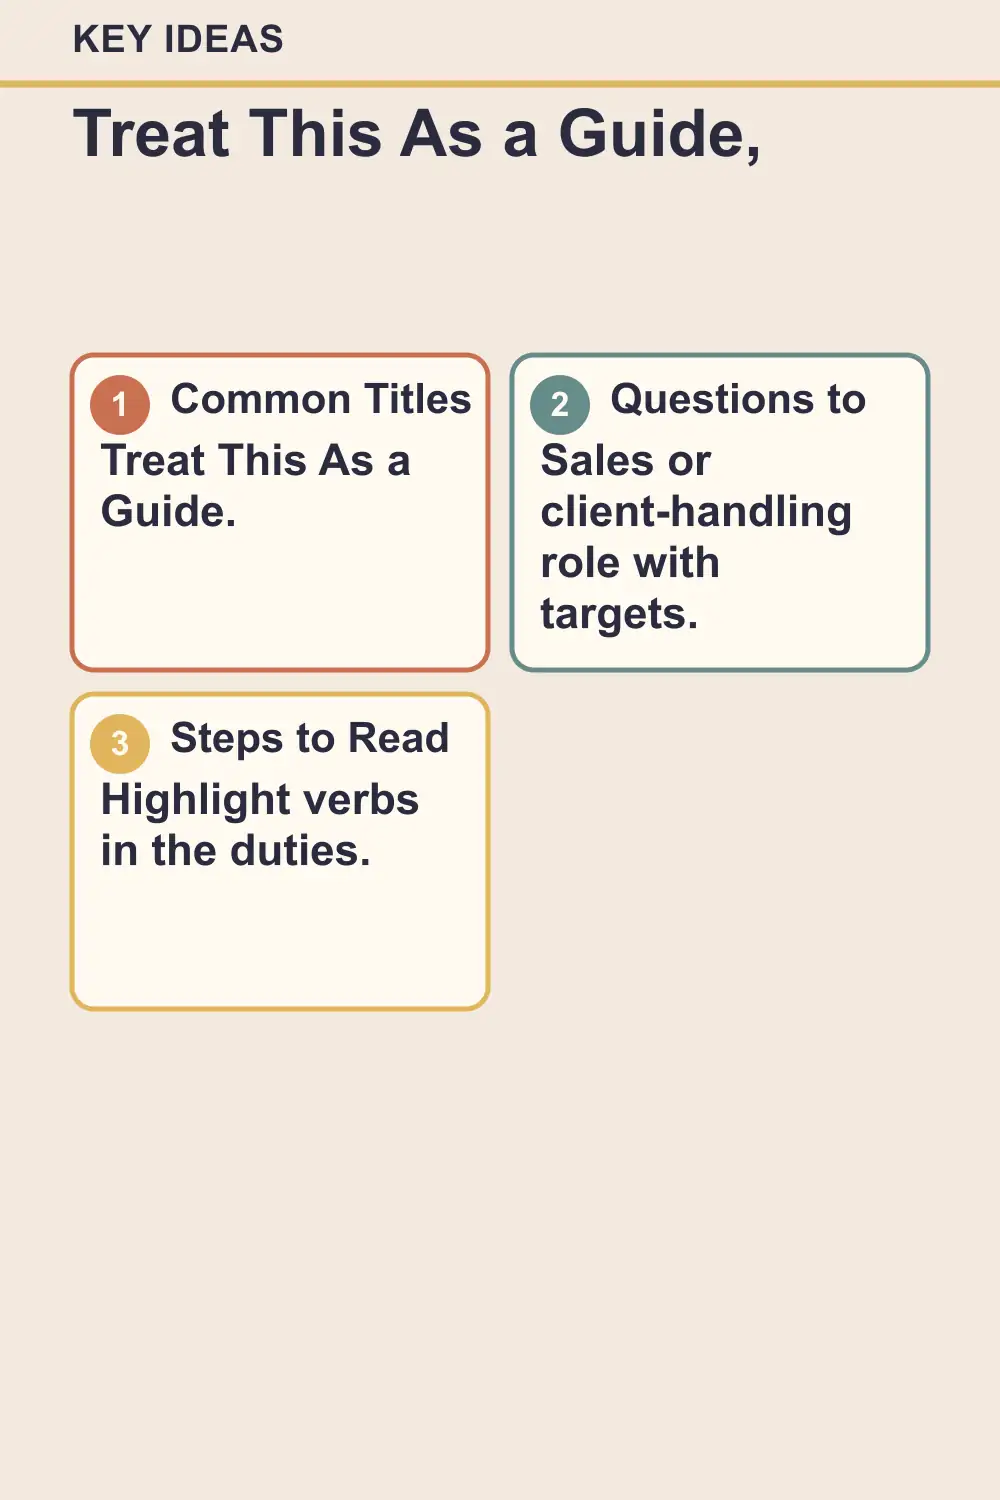 KEY IDEAS
Treat This As a Guide,
1 Common Titles
Treat This As a
Guide.
2 Questions to
Sales or
client-handling
role with
targets.
3 Steps to Read
Highlight verbs
in the duties.